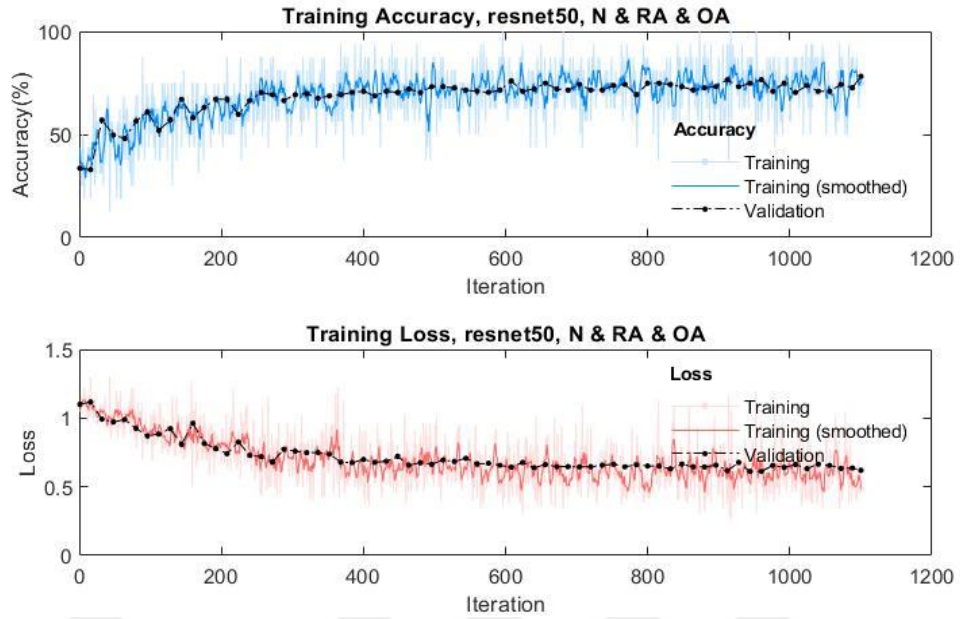 Training Accuracy, resnet50, N & RA & OA
100
50
0
Accuracy(%)
Accuracy
Training
Training (smoothed)
Validation
0 200 400 600 800 1000 1200
Iteration
Training Loss, resnet50, N & RA & OA
1.5
1
0.5
0
Loss
Loss
Training
Training (smoothed)
Validation
0 200 400 600 800 1000 1200
Iteration